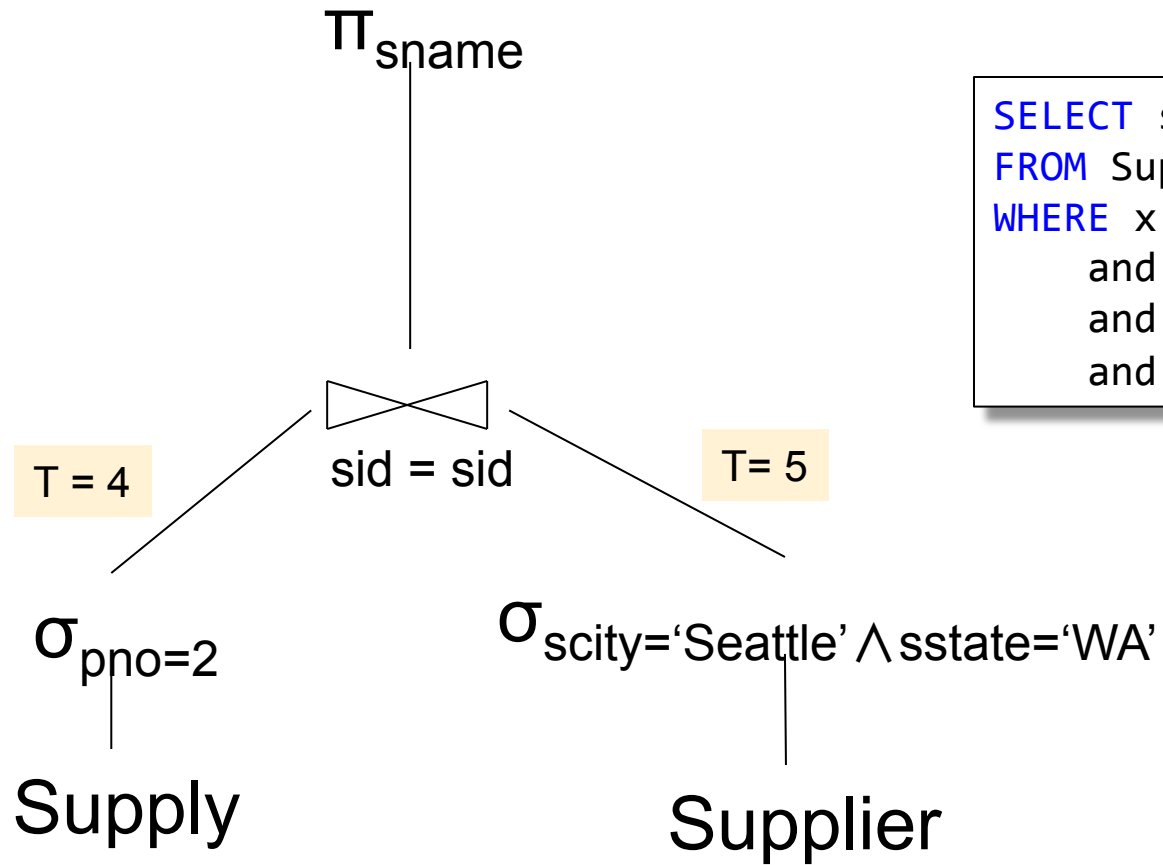 π sname
SELECT
FROM
WHERE x
and
and
and
T = 4
sid = sid
T= 5
σ pno=2
σ scity=‘Seattle’ ∧ sstate=‘WA’
Supply
Supplier